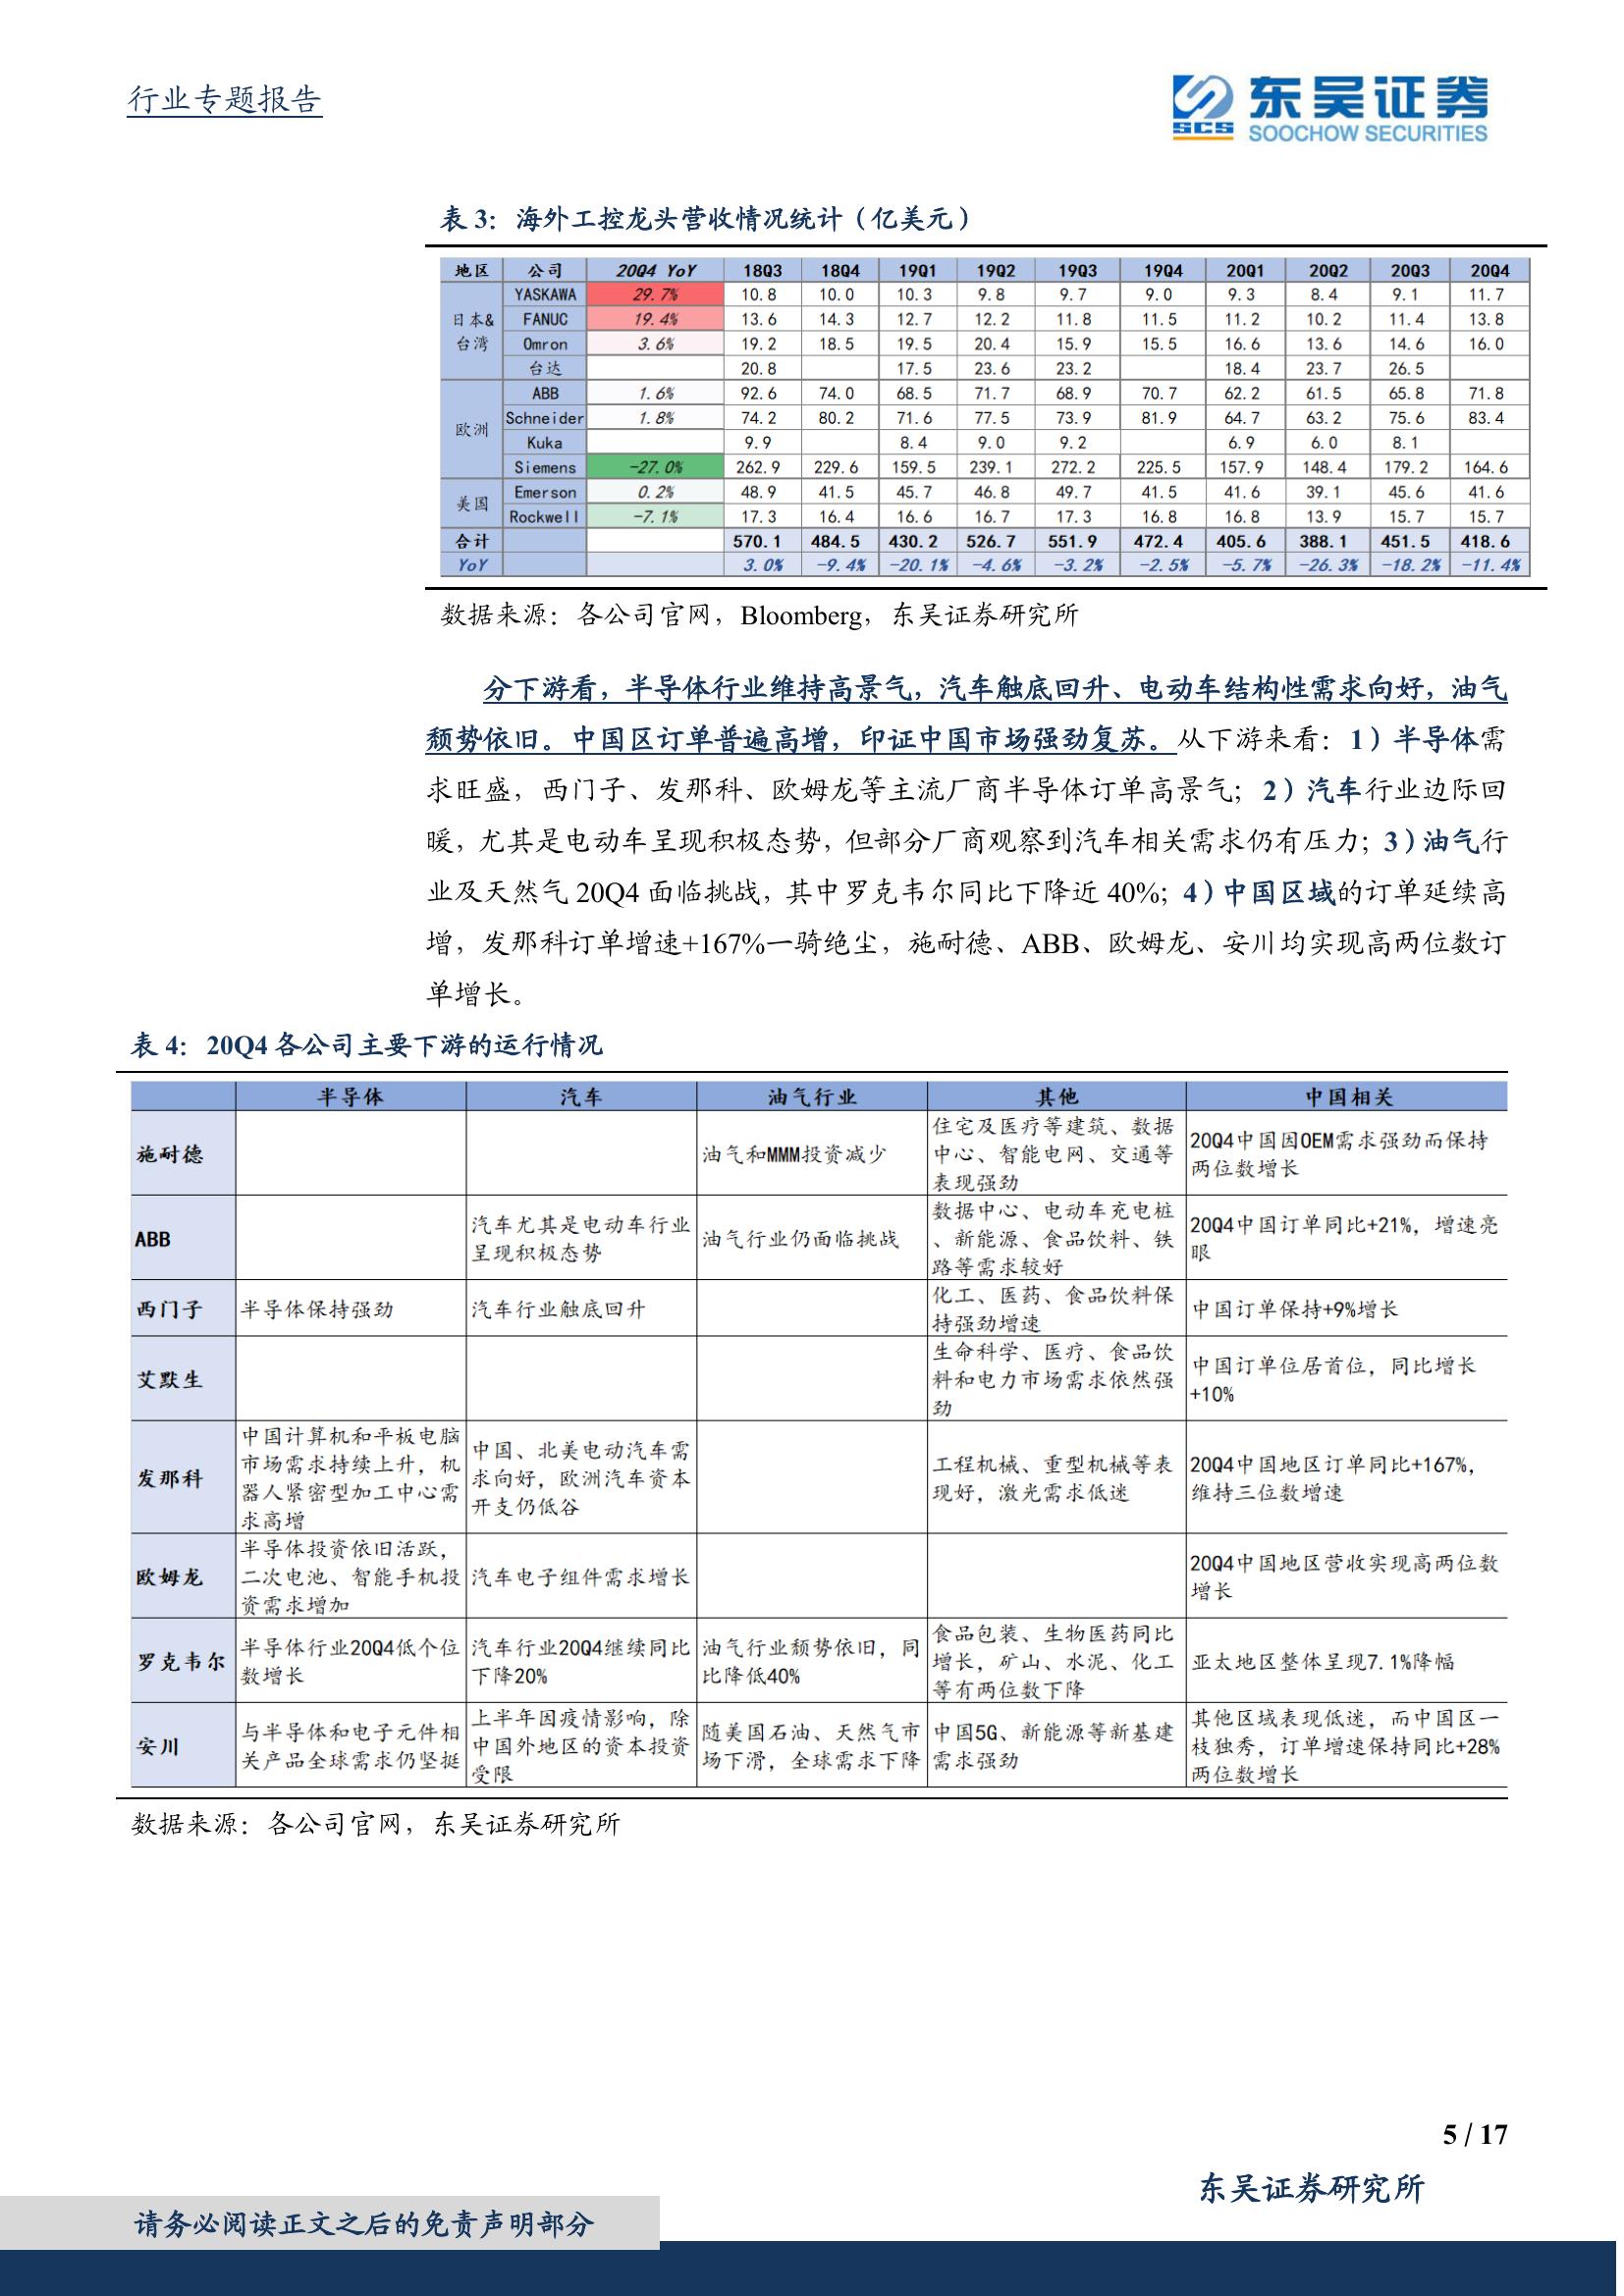 行业专题报告
东吴证券
SCS
SOOCHOW SECURITIES
表 3：海外工控龙头营收情况统计（亿美元）
地区 公司 20Q4 YoY 18Q3 18Q4 19Q1 19Q2 19Q3 19Q4 20Q1 20Q2 20Q3 20Q4
日本&台湾 YASKAWA 29.7% 10.8 10.0 10.3 9.8 9.7 9.0 9.3 8.4 9.1 11.7
FANUC 19.4% 13.6 14.3 12.7 12.2 11.8 11.5 11.2 10.2 11.4 13.8
Omron 3.6% 19.2 18.5 19.5 20.4 15.9 15.5 16.6 13.6 14.6 16.0
台达 20.8 17.5 23.6 23.2 18.4 23.7 26.5
欧洲 ABB 1.6% 92.6 74.0 68.5 71.7 68.9 70.7 62.2 61.5 65.8 71.8
Schneider 1.8% 74.2 80.2 71.6 77.5 73.9 81.9 64.7 63.2 75.6 83.4
Kuka 9.9 8.4 9.0 9.2 6.9 6.0 8.1
Siemens -27.0% 262.9 229.6 159.5 239.1 272.2 225.5 157.9 148.4 179.2 164.6
美国 Emerson 0.2% 48.9 41.5 45.7 46.8 49.7 41.5 41.6 39.1 45.6 41.6
Rockwell -7.1% 17.3 16.4 16.6 16.7 17.3 16.8 16.8 13.9 15.7 15.7
合计 570.1 484.5 430.2 526.7 551.9 472.4 405.6 388.1 451.5 418.6
YoY 3.0% -9.4% -20.1% -4.6% -3.2% -2.5% -5.7% -26.3% -18.2% -11.4%
数据来源：各公司官网，Bloomberg，东吴证券研究所
分下游看，半导体行业维持高景气，汽车触底回升、电动车结构性需求向好，油气
颓势依旧。中国区订单普遍高增，印证中国市场强劲复苏。从下游来看：1）半导体需
求旺盛，西门子、发那科、欧姆龙等主流厂商半导体订单高景气；2）汽车行业边际回
暖，尤其是电动车呈现积极态势，但部分厂商观察到汽车相关需求仍有压力；3）油气行
业及天然气 20Q4 面临挑战，其中罗克韦尔同比下降近 40%；4）中国区域的订单延续高
增，发那科订单增速+167%一骑绝尘，施耐德、ABB、欧姆龙、安川均实现高两位数订
单增长。
表 4：20Q4 各公司主要下游的运行情况
半导体 汽车 油气行业 其他 中国相关
施耐德 油气和MMM投资减少 住宅及医疗等建筑、数据中心、智能电网、交通等表现强劲 20Q4中国因OEM需求强劲而保持两位数增长
ABB 汽车尤其是电动车行业呈现积极态势 油气行业仍面临挑战 数据中心、电动车充电桩、新能源、食品饮料、铁路等需求较好 20Q4中国订单同比+21%，增速亮眼
西门子 半导体保持强劲 汽车行业触底回升 化工、医药、食品饮料保持强劲增速 中国订单保持+9%增长
艾默生 生命科学、医疗、食品饮料和电力市场需求依然强劲 中国订单位居首位，同比增长+10%
发那科 中国计算机和平板电脑市场需求持续上升，机器人紧密型加工中心需求高增 中国、北美电动汽车需求向好，欧洲汽车资本开支仍低谷 工程机械、重型机械等表现好，激光需求低迷 20Q4中国地区订单同比+167%，维持三位数增速
欧姆龙 半导体投资依旧活跃，二次电池、智能手机投资需求增加 汽车电子组件需求增长 20Q4中国地区营收实现高两位数增长
罗克韦尔 半导体行业20Q4低个位数增长 汽车行业20Q4继续同比下降20% 油气行业颓势依旧，同比降低40% 食品包装、生物医药同比增长，矿山、水泥、化工等有两位数下降 亚太地区整体呈现7.1%降幅
安川 与半导体和电子元件相关产品全球需求仍坚挺 上半年因疫情影响，除中国外地区的资本投资受限 随美国石油、天然气市场下滑，全球需求下降 中国5G、新能源等新基建需求强劲 其他区域表现低迷，而中国区一枝独秀，订单增速保持同比+28%两位数增长
数据来源：各公司官网，东吴证券研究所
5 / 17
东吴证券研究所
请务必阅读正文之后的免责声明部分